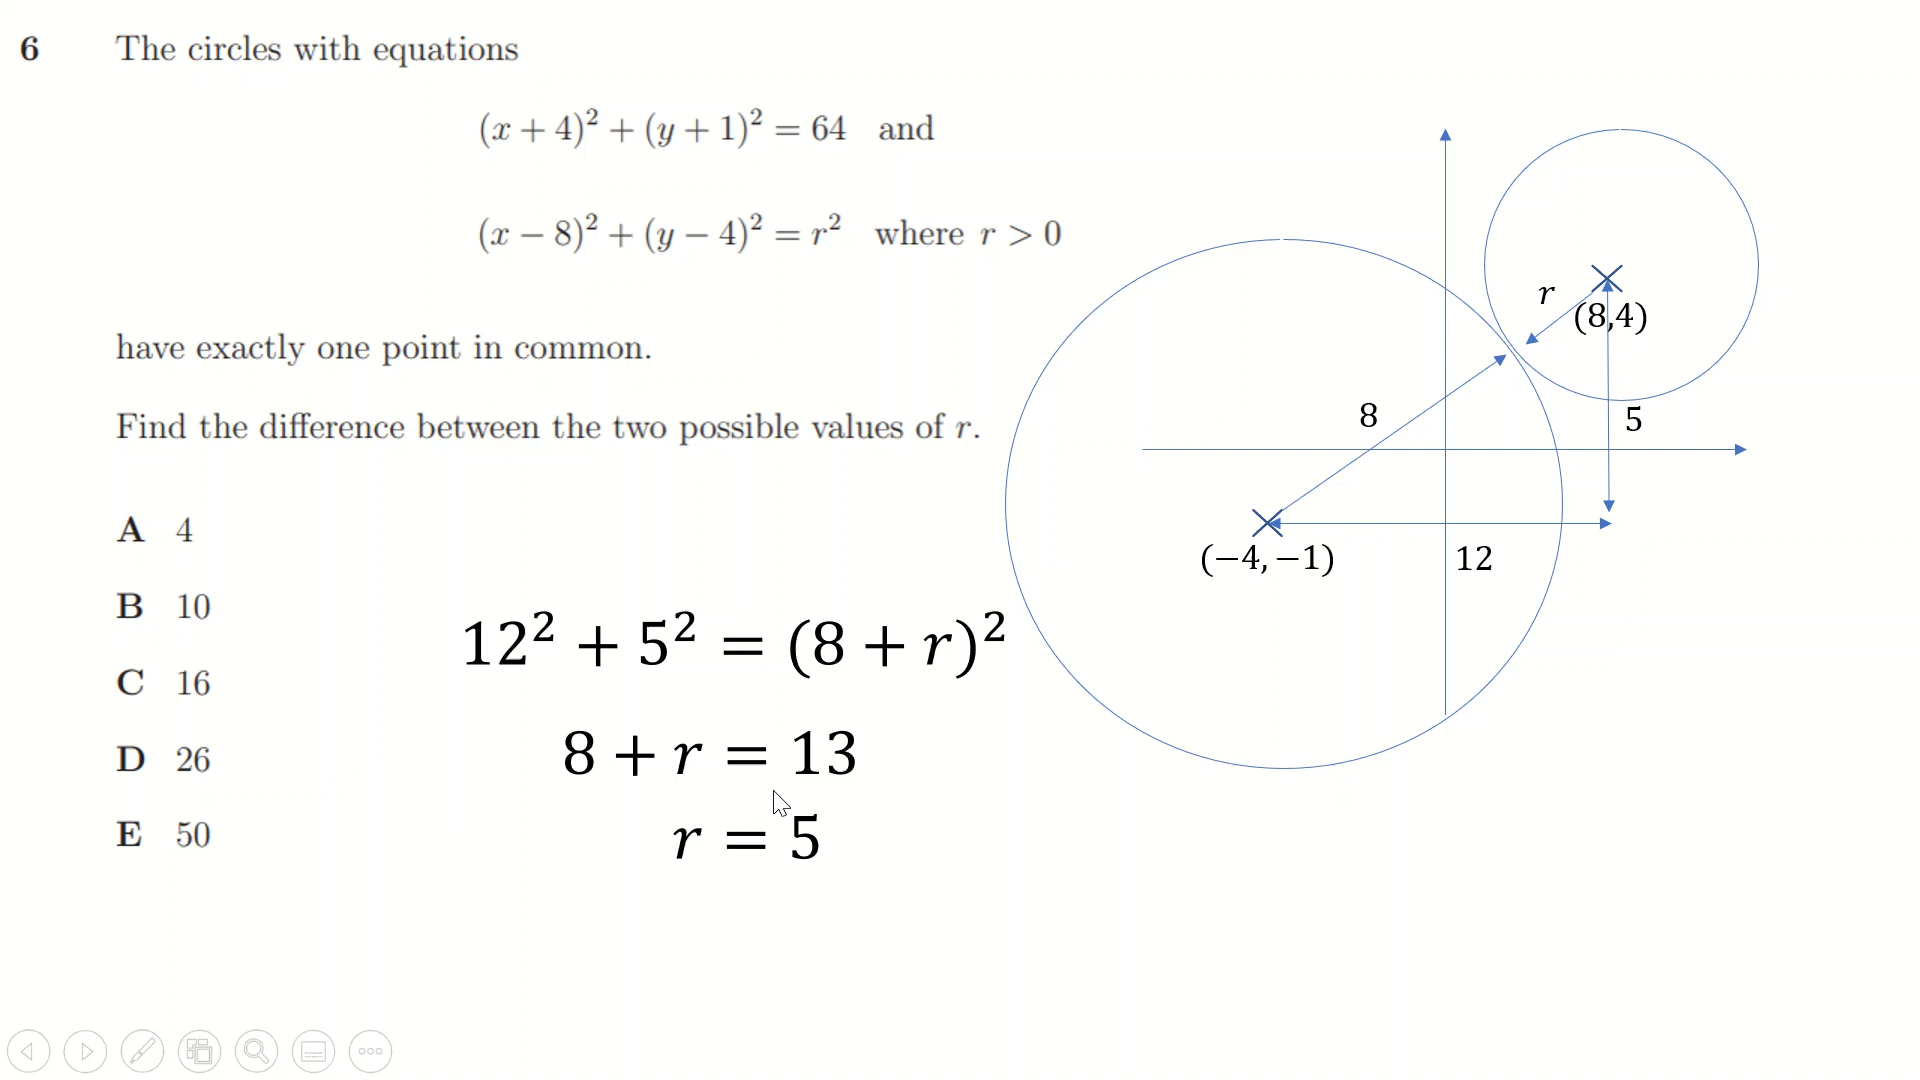 6 The circles with equations
(x + 4)² + (y + 1)² = 64 and
(x − 8)² + (y − 4)² = r² where r > 0
have exactly one point in common.
Find the difference between the two possible values of r.
A 4
B 10
C 16
D 26
E 50
12² + 5² = (8 + r)²
8 + r = 13
r = 5
r
(8,4)
8
5
(−4, −1)
12